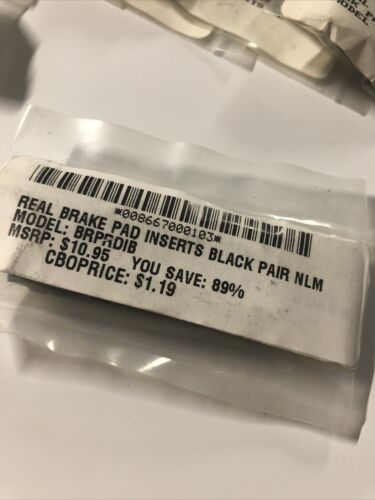 *008667000103*
REAL BRAKE PAD INSERTS BLACK PAIR NLM
MODEL: BRPRDIB
MSRP: $10.95 YOU SAVE: 89%
CBOPRICE: $1.19
MODEL